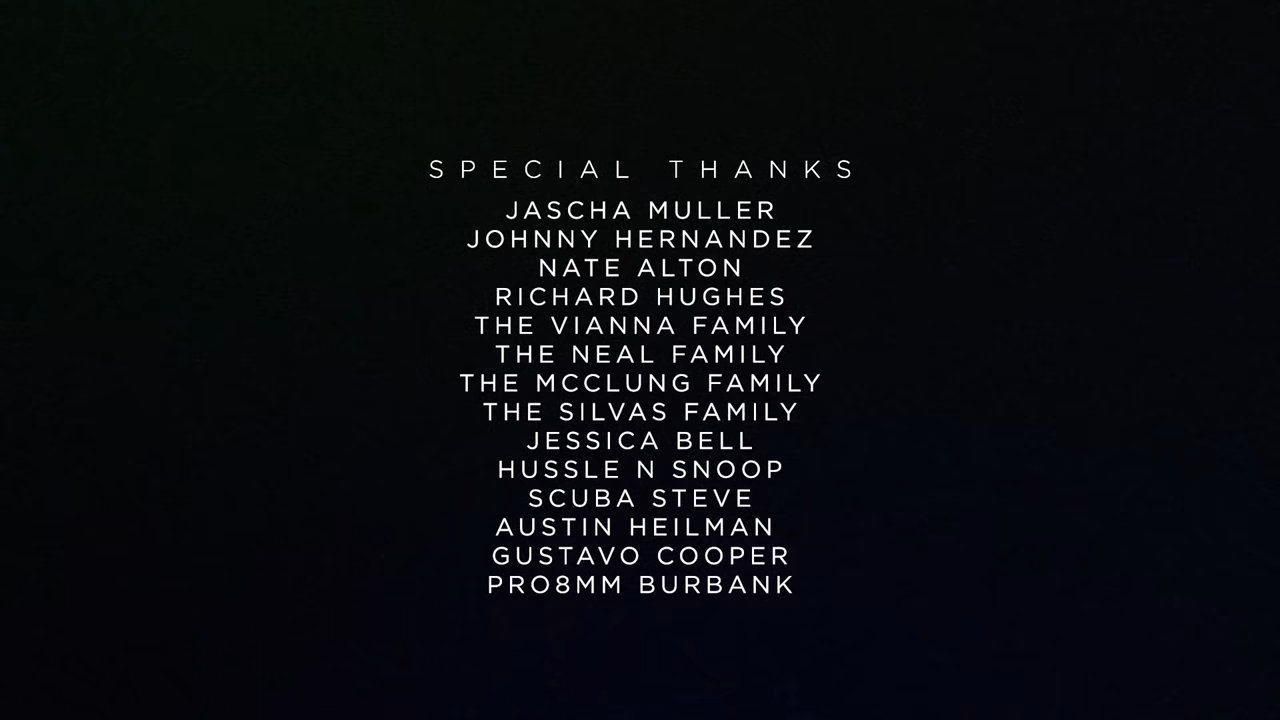 SPECIAL THANKS
JASCHA MULLER
JOHNNY HERNANDEZ
NATE ALTON
RICHARD HUGHES
THE VIANNA FAMILY
THE NEAL FAMILY
THE MCCLUNG FAMILY
THE SILVAS FAMILY
JESSICA BELL
HUSSLE N SNOOP
SCUBA STEVE
AUSTIN HEILMAN
GUSTAVO COOPER
PRO8MM BURBANK